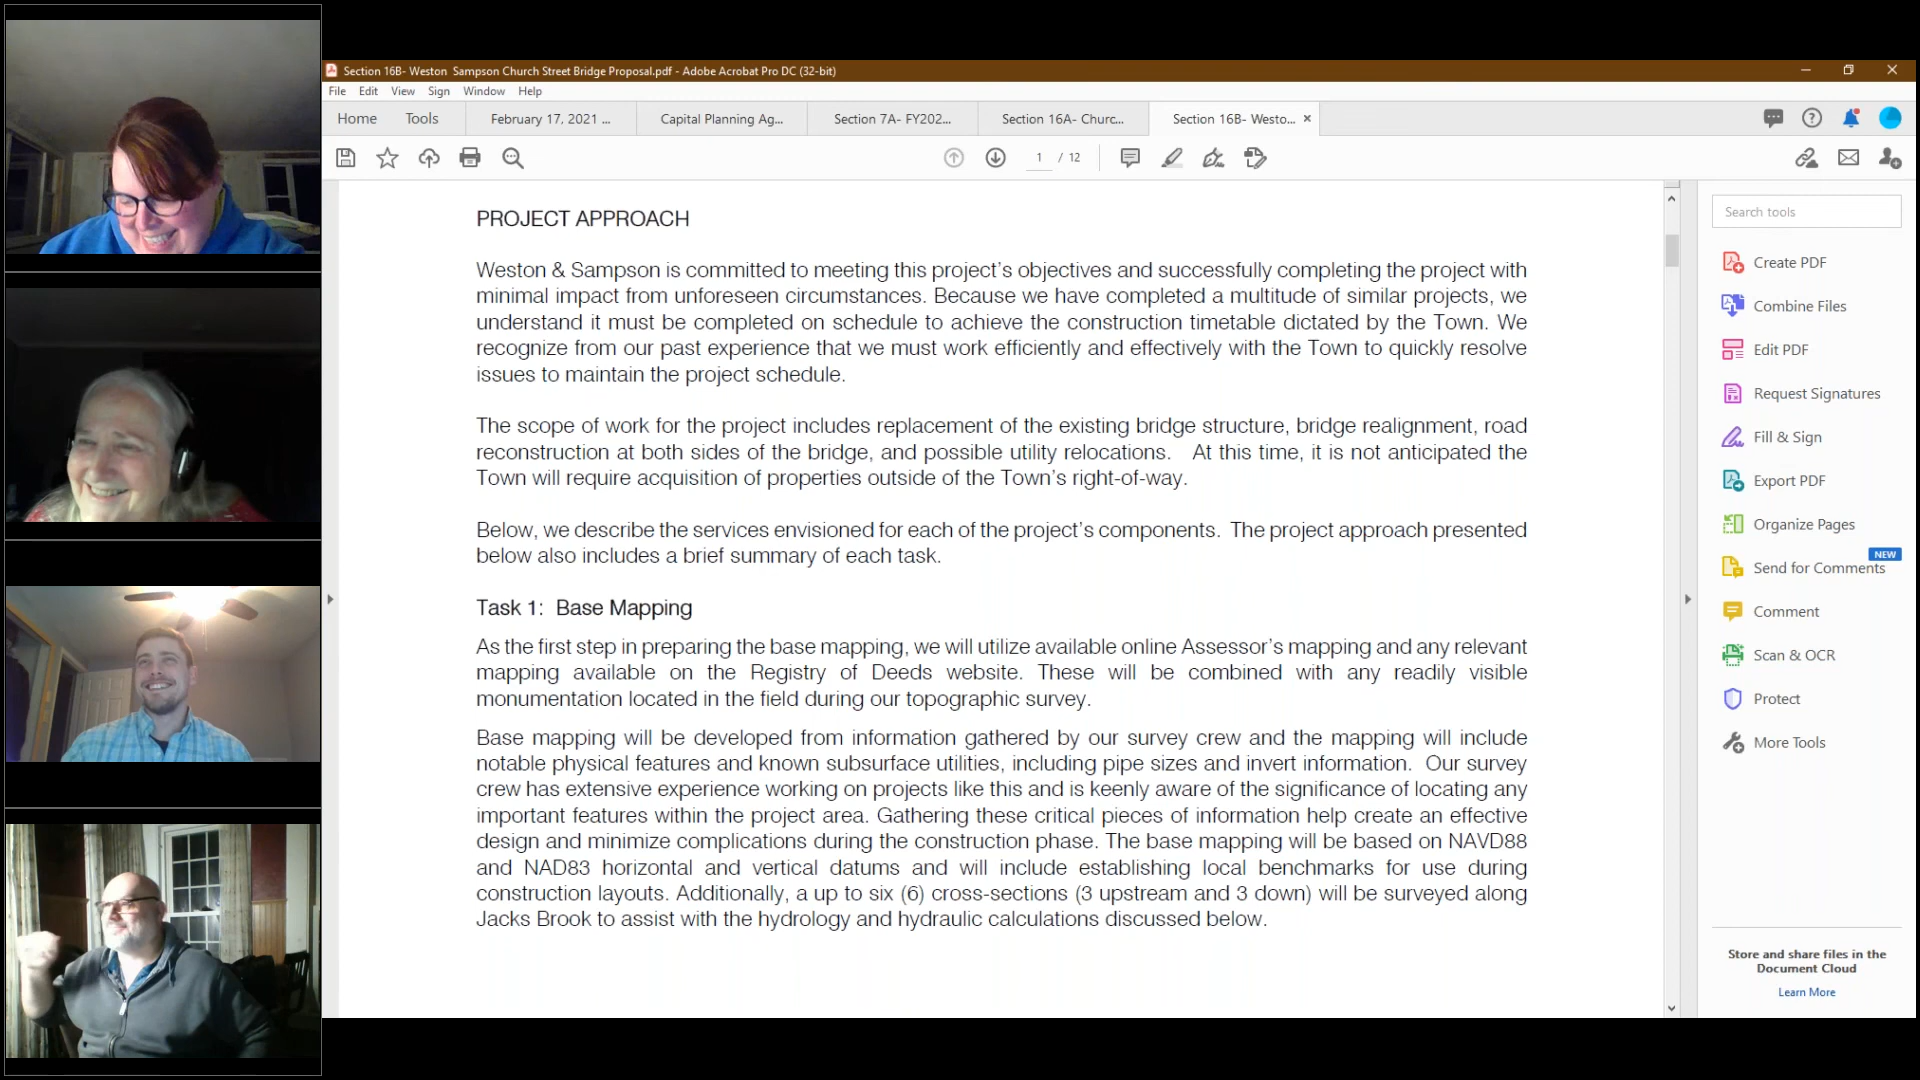 Section 16B- Weston  Sampson Church Street Bridge Proposal.pdf - Adobe Acrobat Pro DC (32-bit)
File Edit View Sign Window Help
Home Tools February 17, 2021 ... Capital Planning Ag... Section 7A- FY202... Section 16A- Churc... Section 16B- Westo... ×
1 / 12
PROJECT APPROACH
Weston & Sampson is committed to meeting this project's objectives and successfully completing the project with
minimal impact from unforeseen circumstances. Because we have completed a multitude of similar projects, we
understand it must be completed on schedule to achieve the construction timetable dictated by the Town. We
recognize from our past experience that we must work efficiently and effectively with the Town to quickly resolve
issues to maintain the project schedule.
The scope of work for the project includes replacement of the existing bridge structure, bridge realignment, road
reconstruction at both sides of the bridge, and possible utility relocations.   At this time, it is not anticipated the
Town will require acquisition of properties outside of the Town's right-of-way.
Below, we describe the services envisioned for each of the project's components.  The project approach presented
below also includes a brief summary of each task.
Task 1:  Base Mapping
As the first step in preparing the base mapping, we will utilize available online Assessor's mapping and any relevant
mapping available on the Registry of Deeds website. These will be combined with any readily visible
monumentation located in the field during our topographic survey.
Base mapping will be developed from information gathered by our survey crew and the mapping will include
notable physical features and known subsurface utilities, including pipe sizes and invert information.  Our survey
crew has extensive experience working on projects like this and is keenly aware of the significance of locating any
important features within the project area. Gathering these critical pieces of information help create an effective
design and minimize complications during the construction phase. The base mapping will be based on NAVD88
and NAD83 horizontal and vertical datums and will include establishing local benchmarks for use during
construction layouts. Additionally, a up to six (6) cross-sections (3 upstream and 3 down) will be surveyed along
Jacks Brook to assist with the hydrology and hydraulic calculations discussed below.
Search tools
Create PDF
Combine Files
Edit PDF
Request Signatures
Fill & Sign
Export PDF
Organize Pages
NEW
Send for Comments
Comment
Scan & OCR
Protect
More Tools
Store and share files in the
Document Cloud
Learn More